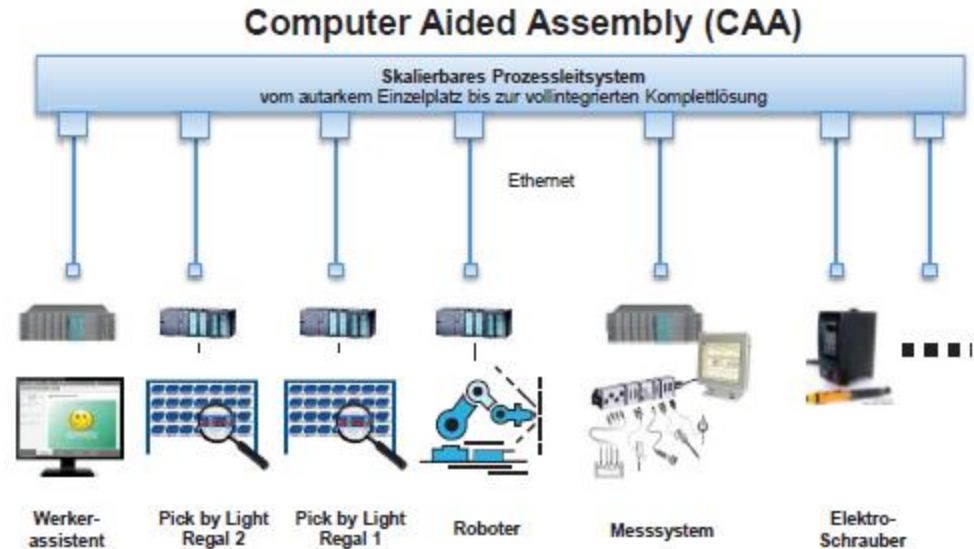 Computer Aided Assembly (CAA)
Skalierbares Prozessleitsystem
vom autarkem Einzelplatz bis zur vollintegrierten Komplettlösung
Ethernet
Werker-
assistent
Pick by Light
Regal 2
Pick by Light
Regal 1
Roboter
Messsystem
Elektro-
Schrauber